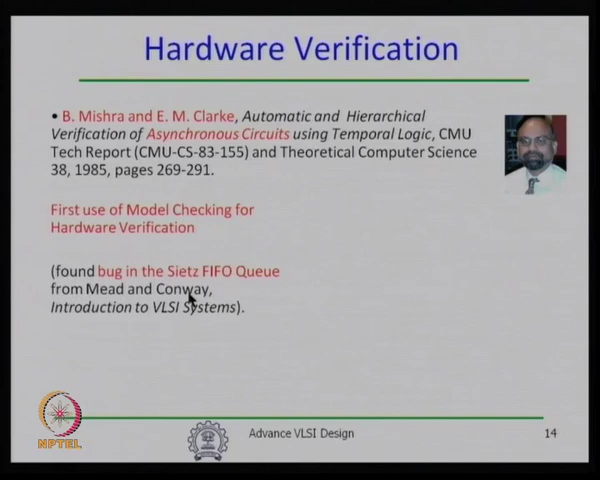 Hardware Verification
• B. Mishra and E. M. Clarke, Automatic and Hierarchical
Verification of Asynchronous Circuits using Temporal Logic, CMU
Tech Report (CMU-CS-83-155) and Theoretical Computer Science
38, 1985, pages 269-291.
First use of Model Checking for
Hardware Verification
(found bug in the Sietz FIFO Queue
from Mead and Conway,
Introduction to VLSI Systems).
NPTEL
Advance VLSI Design
14